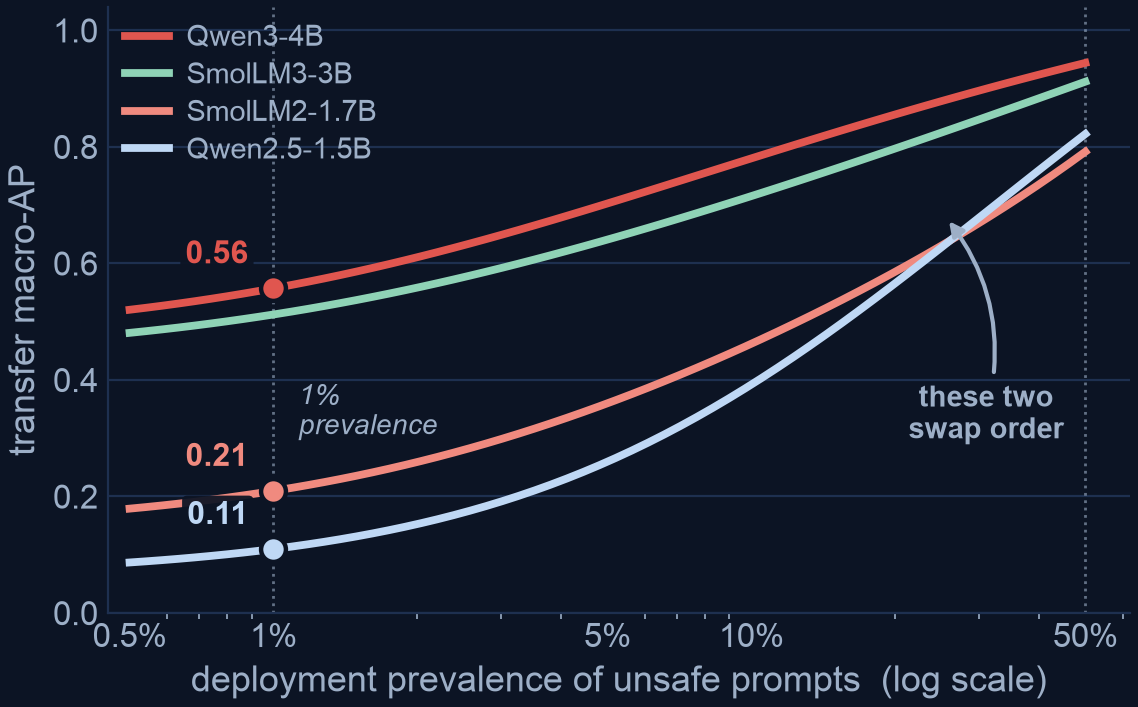 1.0
0.8
0.6
0.4
0.2
0.0
transfer macro-AP
Qwen3-4B
SmolLM3-3B
SmolLM2-1.7B
Qwen2.5-1.5B
0.56
1%
prevalence
0.21
0.11
these two
swap order
0.5% 1% 5% 10% 50%
deployment prevalence of unsafe prompts (log scale)